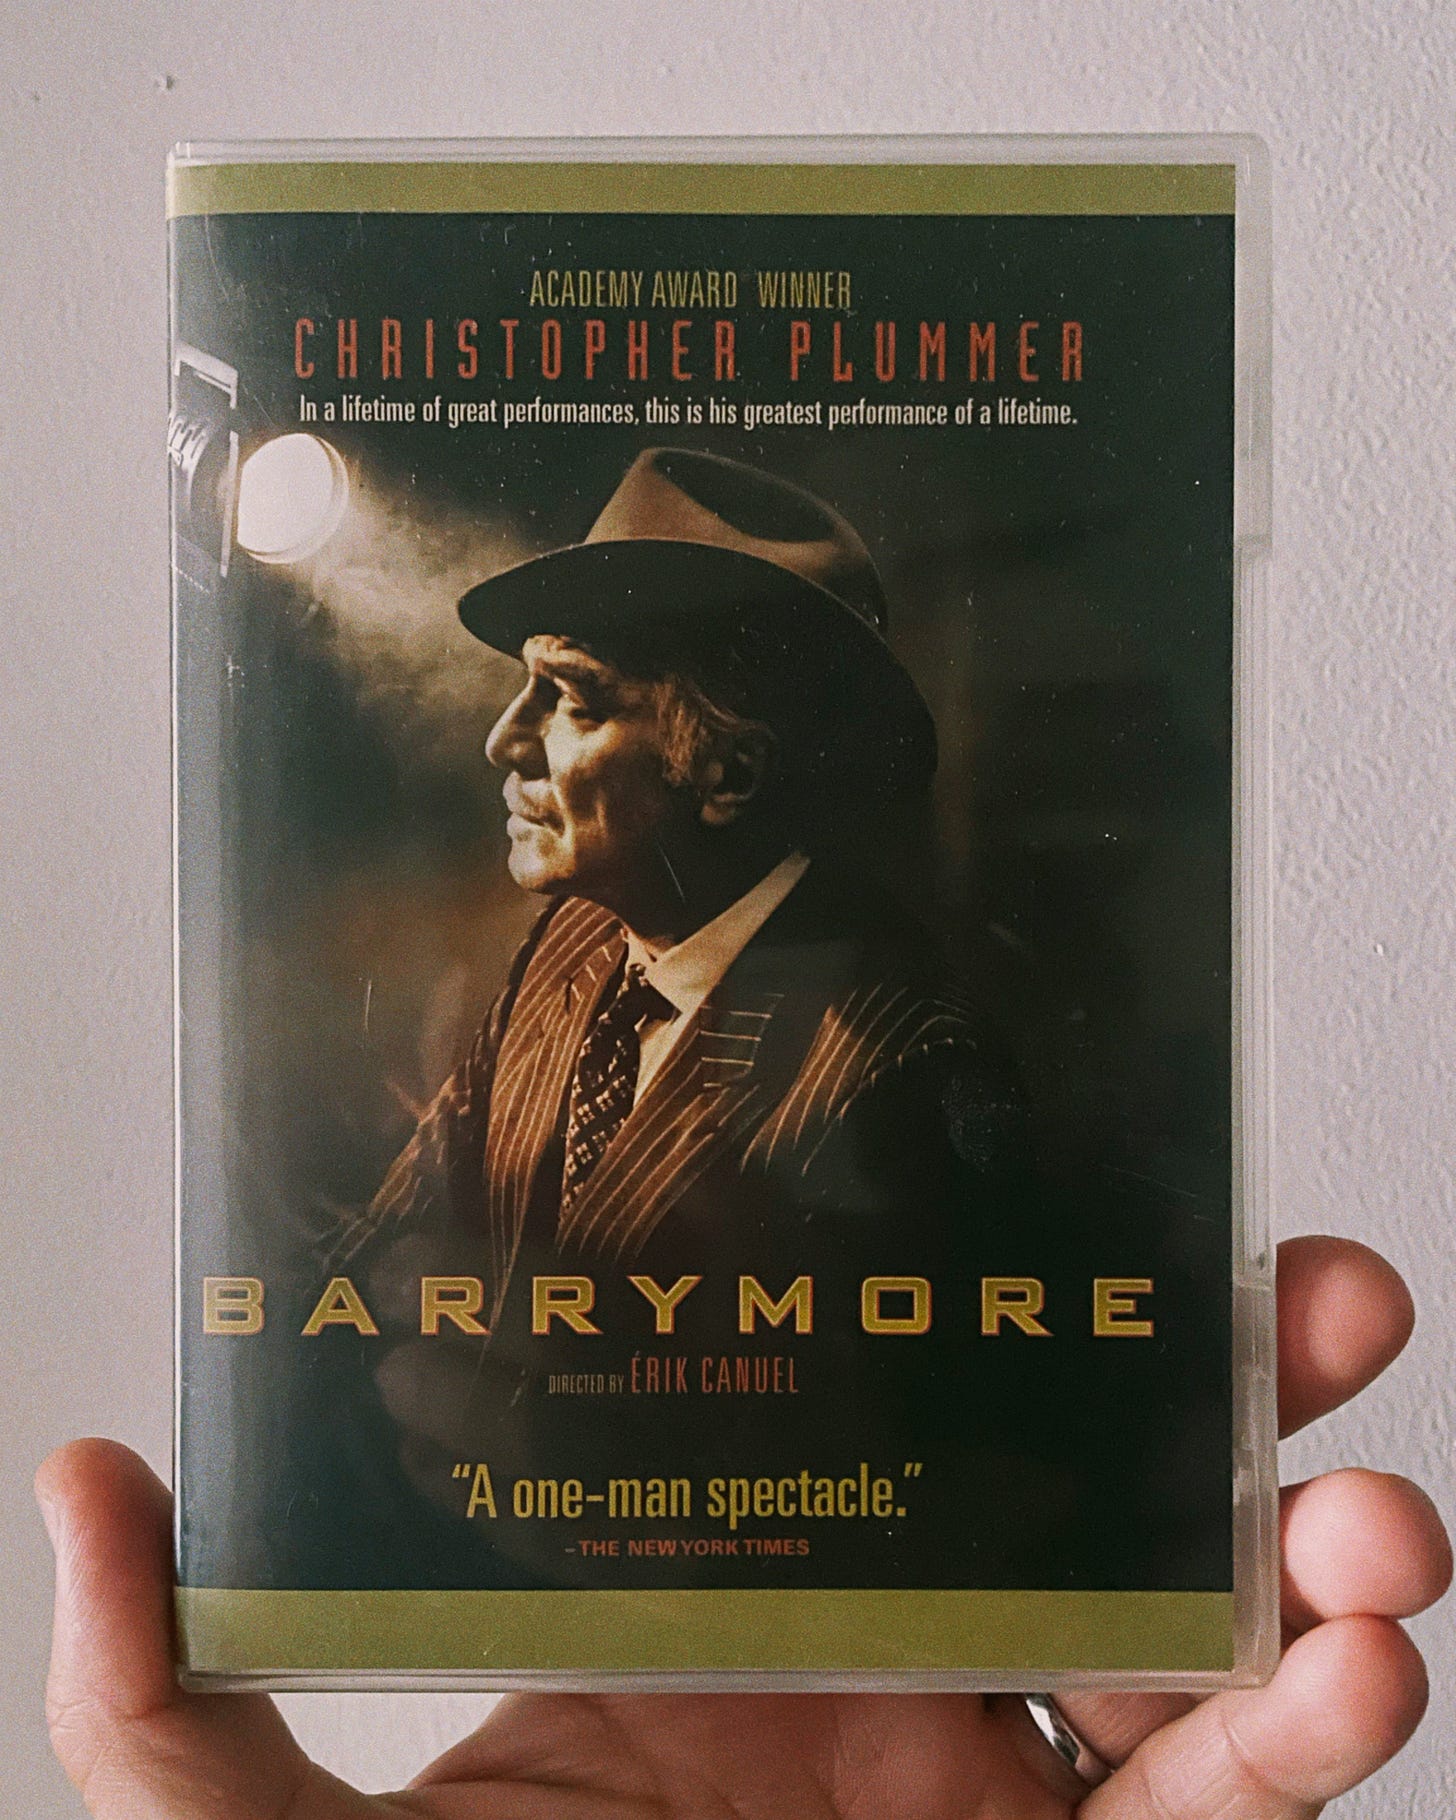 ACADEMY AWARD WINNER
CHRISTOPHER PLUMMER
In a lifetime of great performances, this is his greatest performance of a lifetime.
BARRYMORE
DIRECTED BY ÉRIK CANUEL
“A one-man spectacle.”
-THE NEW YORK TIMES